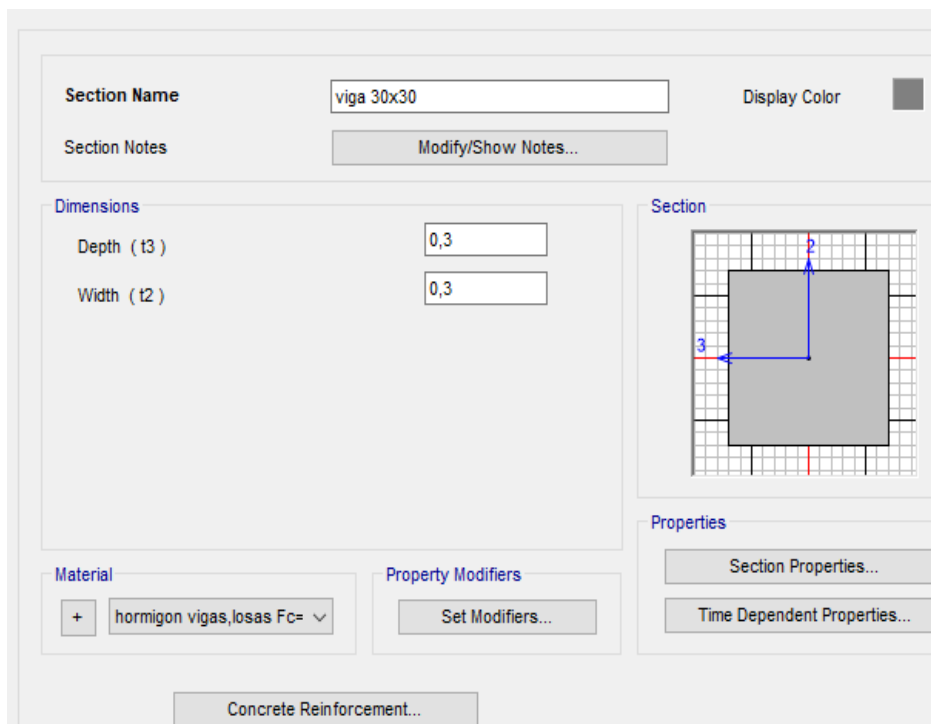 Section Name
viga 30x30
Display Color
Section Notes
Modify/Show Notes...
Dimensions
Depth ( t3 )
0,3
Width ( t2 )
0,3
Section
2
3
Properties
Section Properties...
Time Dependent Properties...
Material
+
hormigon vigas,losas Fc=
Property Modifiers
Set Modifiers...
Concrete Reinforcement...